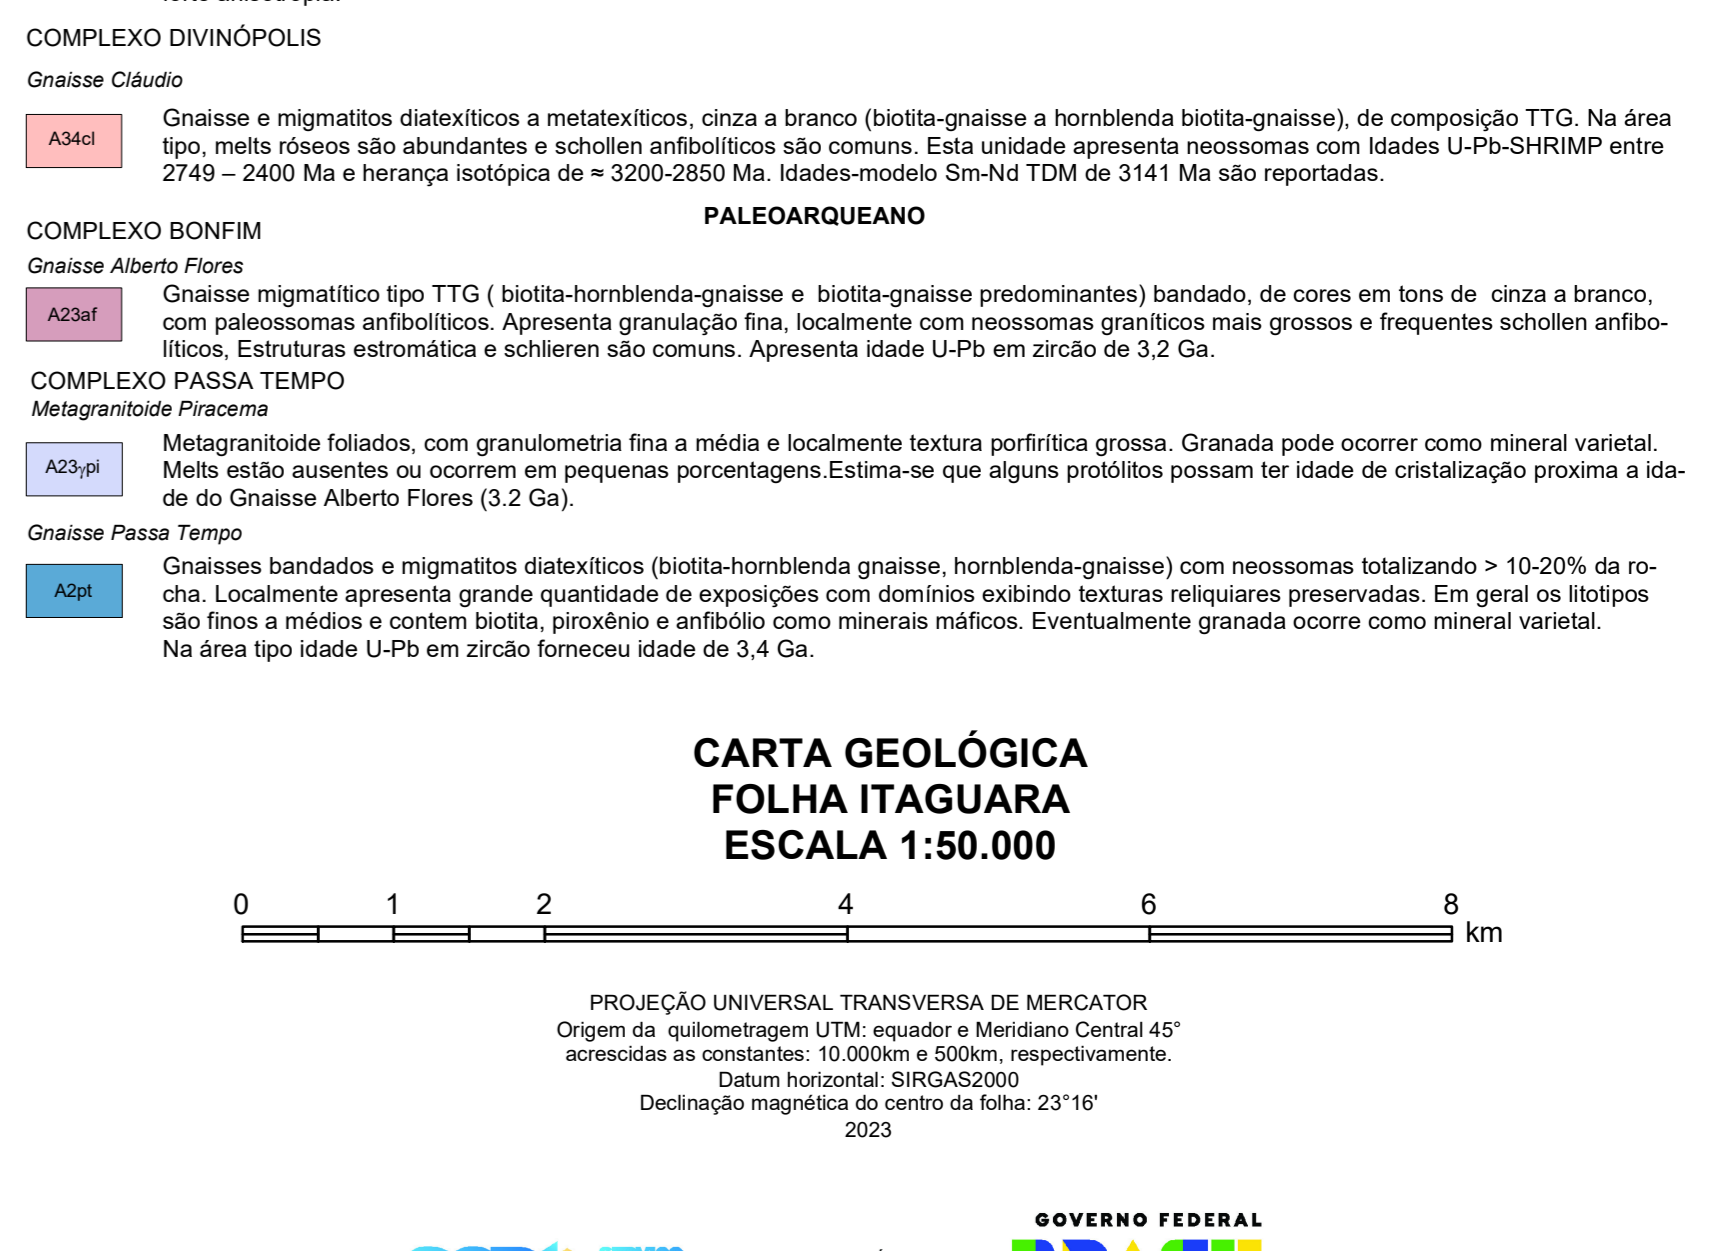 COMPLEXO DIVINÓPOLIS
Gnaisse Cláudio
A34cl
Gnaisse e migmatitos diatexíticos a metatexíticos, cinza a branco (biotita-gnaisse a hornblenda biotita-gnaisse), de composição TTG. Na área
tipo, melts róseos são abundantes e schollen anfibolíticos são comuns. Esta unidade apresenta neossomas com Idades U-Pb-SHRIMP entre
2749 – 2400 Ma e herança isotópica de ≈ 3200-2850 Ma. Idades-modelo Sm-Nd TDM de 3141 Ma são reportadas.
PALEOARQUEANO
COMPLEXO BONFIM
Gnaisse Alberto Flores
A23af
Gnaisse migmatítico tipo TTG ( biotita-hornblenda-gnaisse e  biotita-gnaisse predominantes) bandado, de cores em tons de  cinza a branco,
com paleossomas anfibolíticos. Apresenta granulação fina, localmente com neossomas graníticos mais grossos e frequentes schollen anfibo-
líticos, Estruturas estromática e schlieren são comuns. Apresenta idade U-Pb em zircão de 3,2 Ga.
COMPLEXO PASSA TEMPO
Metagranitoide Piracema
A23γpi
Metagranitoide foliados, com granulometria fina a média e localmente textura porfirítica grossa. Granada pode ocorrer como mineral varietal.
Melts estão ausentes ou ocorrem em pequenas porcentagens.Estima-se que alguns protólitos possam ter idade de cristalização proxima a ida-
de do Gnaisse Alberto Flores (3.2 Ga).
Gnaisse Passa Tempo
A2pt
Gnaisses bandados e migmatitos diatexíticos (biotita-hornblenda gnaisse, hornblenda-gnaisse) com neossomas totalizando > 10-20% da ro-
cha. Localmente apresenta grande quantidade de exposições com domínios exibindo texturas reliquiares preservadas. Em geral os litotipos
são finos a médios e contem biotita, piroxênio e anfibólio como minerais máficos. Eventualmente granada ocorre como mineral varietal.
Na área tipo idade U-Pb em zircão forneceu idade de 3,4 Ga.
CARTA GEOLÓGICA
FOLHA ITAGUARA
ESCALA 1:50.000
0 1 2 4 6 8
km
PROJEÇÃO UNIVERSAL TRANSVERSA DE MERCATOR
Origem da  quilometragem UTM: equador e Meridiano Central 45°
acrescidas as constantes: 10.000km e 500km, respectivamente.
Datum horizontal: SIRGAS2000
Declinação magnética do centro da folha: 23°16'
2023
GOVERNO FEDERAL